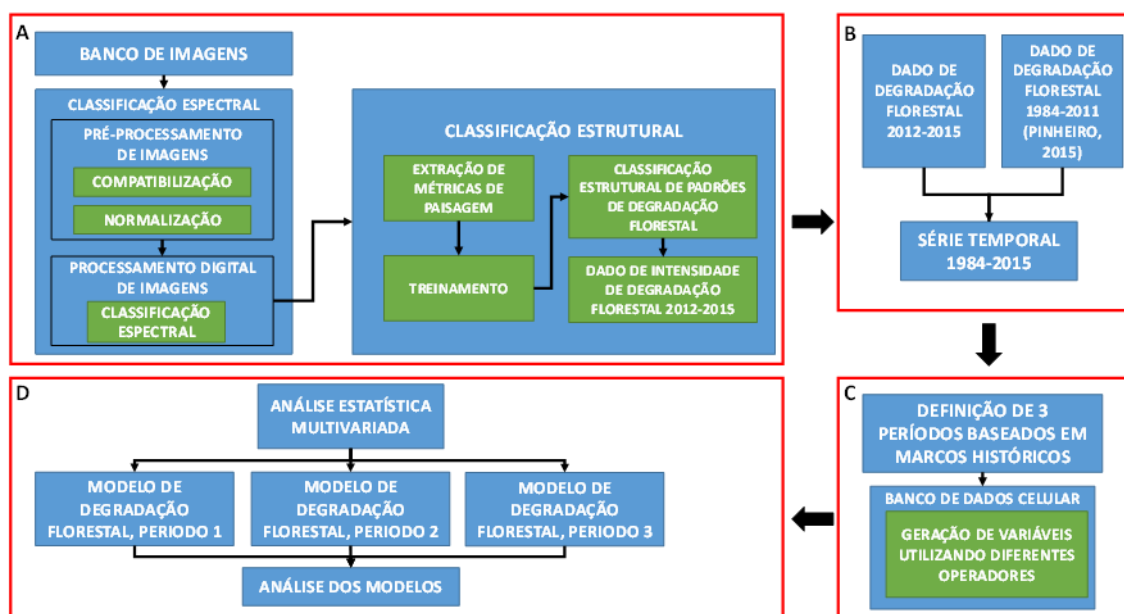 A
BANCO DE IMAGENS
CLASSIFICAÇÃO ESPECTRAL
PRÉ-PROCESSAMENTO
DE IMAGENS
COMPATIBILIZAÇÃO
NORMALIZAÇÃO
PROCESSAMENTO DIGITAL
DE IMAGENS
CLASSIFICAÇÃO
ESPECTRAL
CLASSIFICAÇÃO ESTRUTURAL
EXTRAÇÃO DE
MÉTRICAS DE
PAISAGEM
TREINAMENTO
CLASSIFICAÇÃO
ESTRUTURAL DE PADRÕES
DE DEGRADAÇÃO
FLORESTAL
DADO DE INTENSIDADE
DE DEGRADAÇÃO
FLORESTAL 2012-2015
B
DADO DE
DEGRADAÇÃO
FLORESTAL
2012-2015
DADO DE
DEGRADAÇÃO
FLORESTAL
1984-2011
(PINHEIRO,
2015)
SÉRIE TEMPORAL
1984-2015
C
DEFINIÇÃO DE 3
PERÍODOS BASEADOS EM
MARCOS HISTÓRICOS
BANCO DE DADOS CELULAR
GERAÇÃO DE VARIÁVEIS
UTILIZANDO DIFERENTES
OPERADORES
D
ANÁLISE ESTATÍSTICA
MULTIVARIADA
MODELO DE
DEGRADAÇÃO
FLORESTAL, PERIODO 1
MODELO DE
DEGRADAÇÃO
FLORESTAL, PERIODO 2
MODELO DE
DEGRADAÇÃO
FLORESTAL, PERIODO 3
ANÁLISE DOS MODELOS